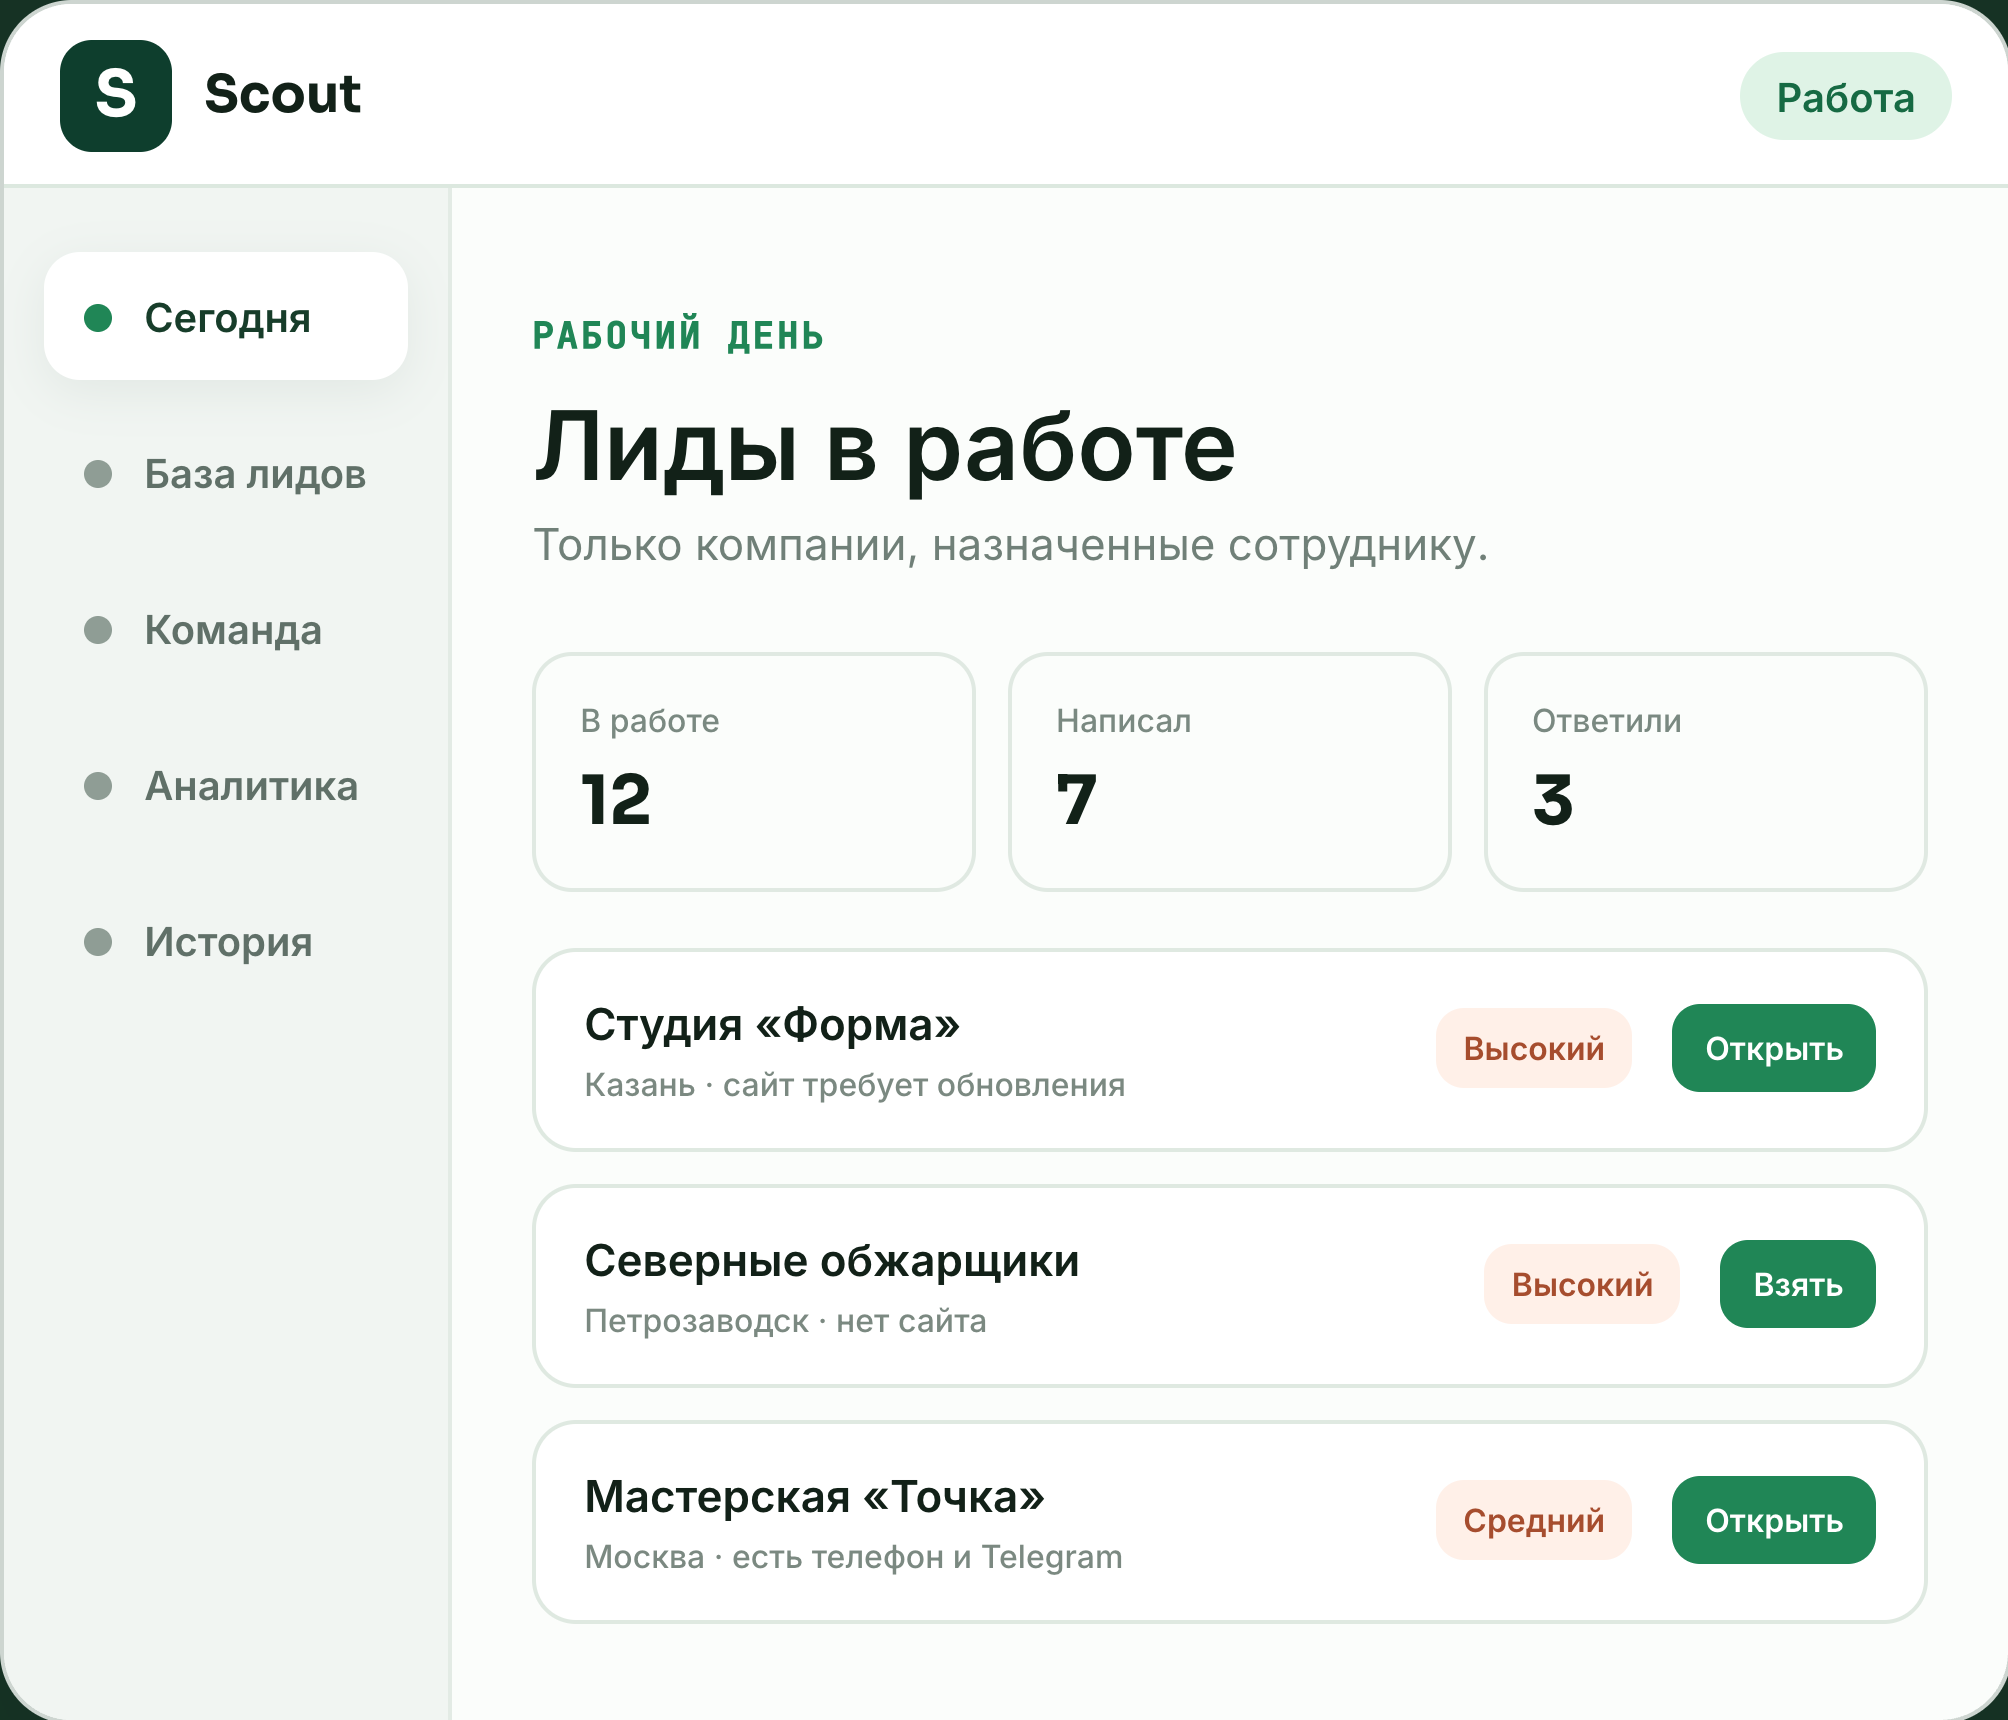 S
Scout
Работа
Сегодня
База лидов
Команда
Аналитика
История
РАБОЧИЙ ДЕНЬ
Лиды в работе
Только компании, назначенные сотруднику.
В работе
12
Написал
7
Ответили
3
Студия «Форма»
Казань · сайт требует обновления
Высокий
Открыть
Северные обжарщики
Петрозаводск · нет сайта
Высокий
Взять
Мастерская «Точка»
Москва · есть телефон и Telegram
Средний
Открыть